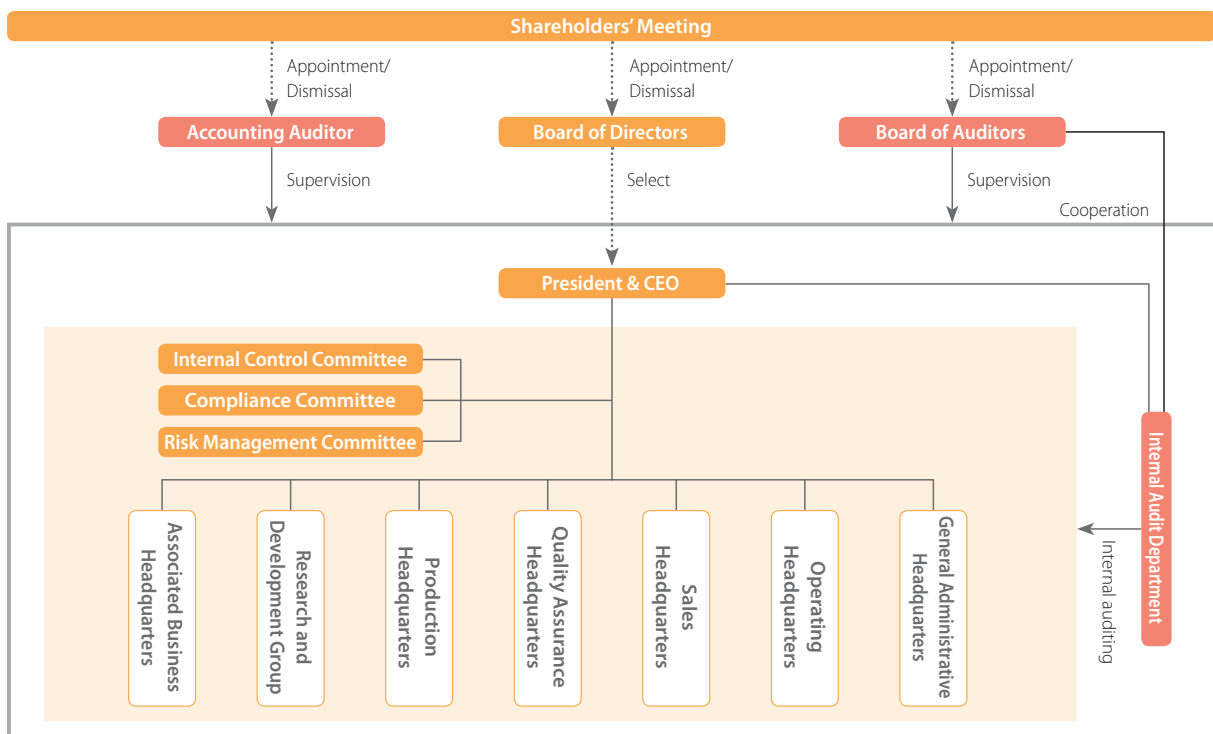 Shareholders' Meeting
Appointment/
Dismissal
Appointment/
Dismissal
Appointment/
Dismissal
Accounting Auditor
Board of Directors
Board of Auditors
Supervision
Select
Supervision
Cooperation
President & CEO
Internal Control Committee
Compliance Committee
Risk Management Committee
Internal Audit Department
Internal auditing
Associated Business
Headquarters
Research and
Development Group
Production
Headquarters
Quality Assurance
Headquarters
Sales
Headquarters
Operating
Headquarters
General Administrative
Headquarters